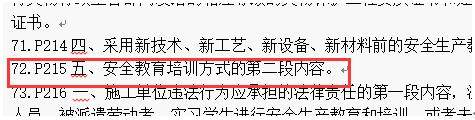 证书。
71.P214 四、采用新技术、新工艺、新设备、新材料前的安全生产教
72.P215 五、安全教育培训方式的第二段内容。
73.P216 一、施工单位违法行为应承担的法律责任的第一段内容，
人员、被派遣劳动者、实习学生进行安全生产教育和培训，或者未